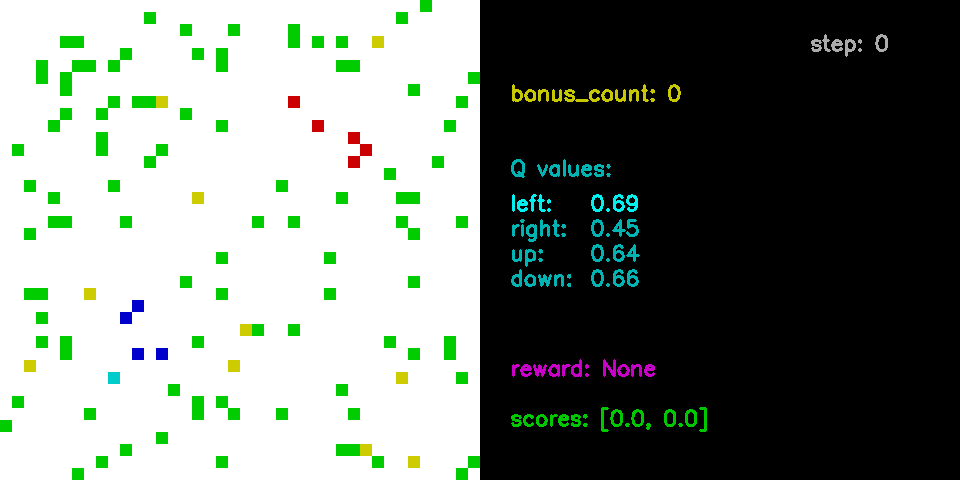 step: 0
bonus_count: 0
Q values:
left: 0.69
right: 0.45
up: 0.64
down: 0.66
reward: None
scores: [0.0, 0.0]